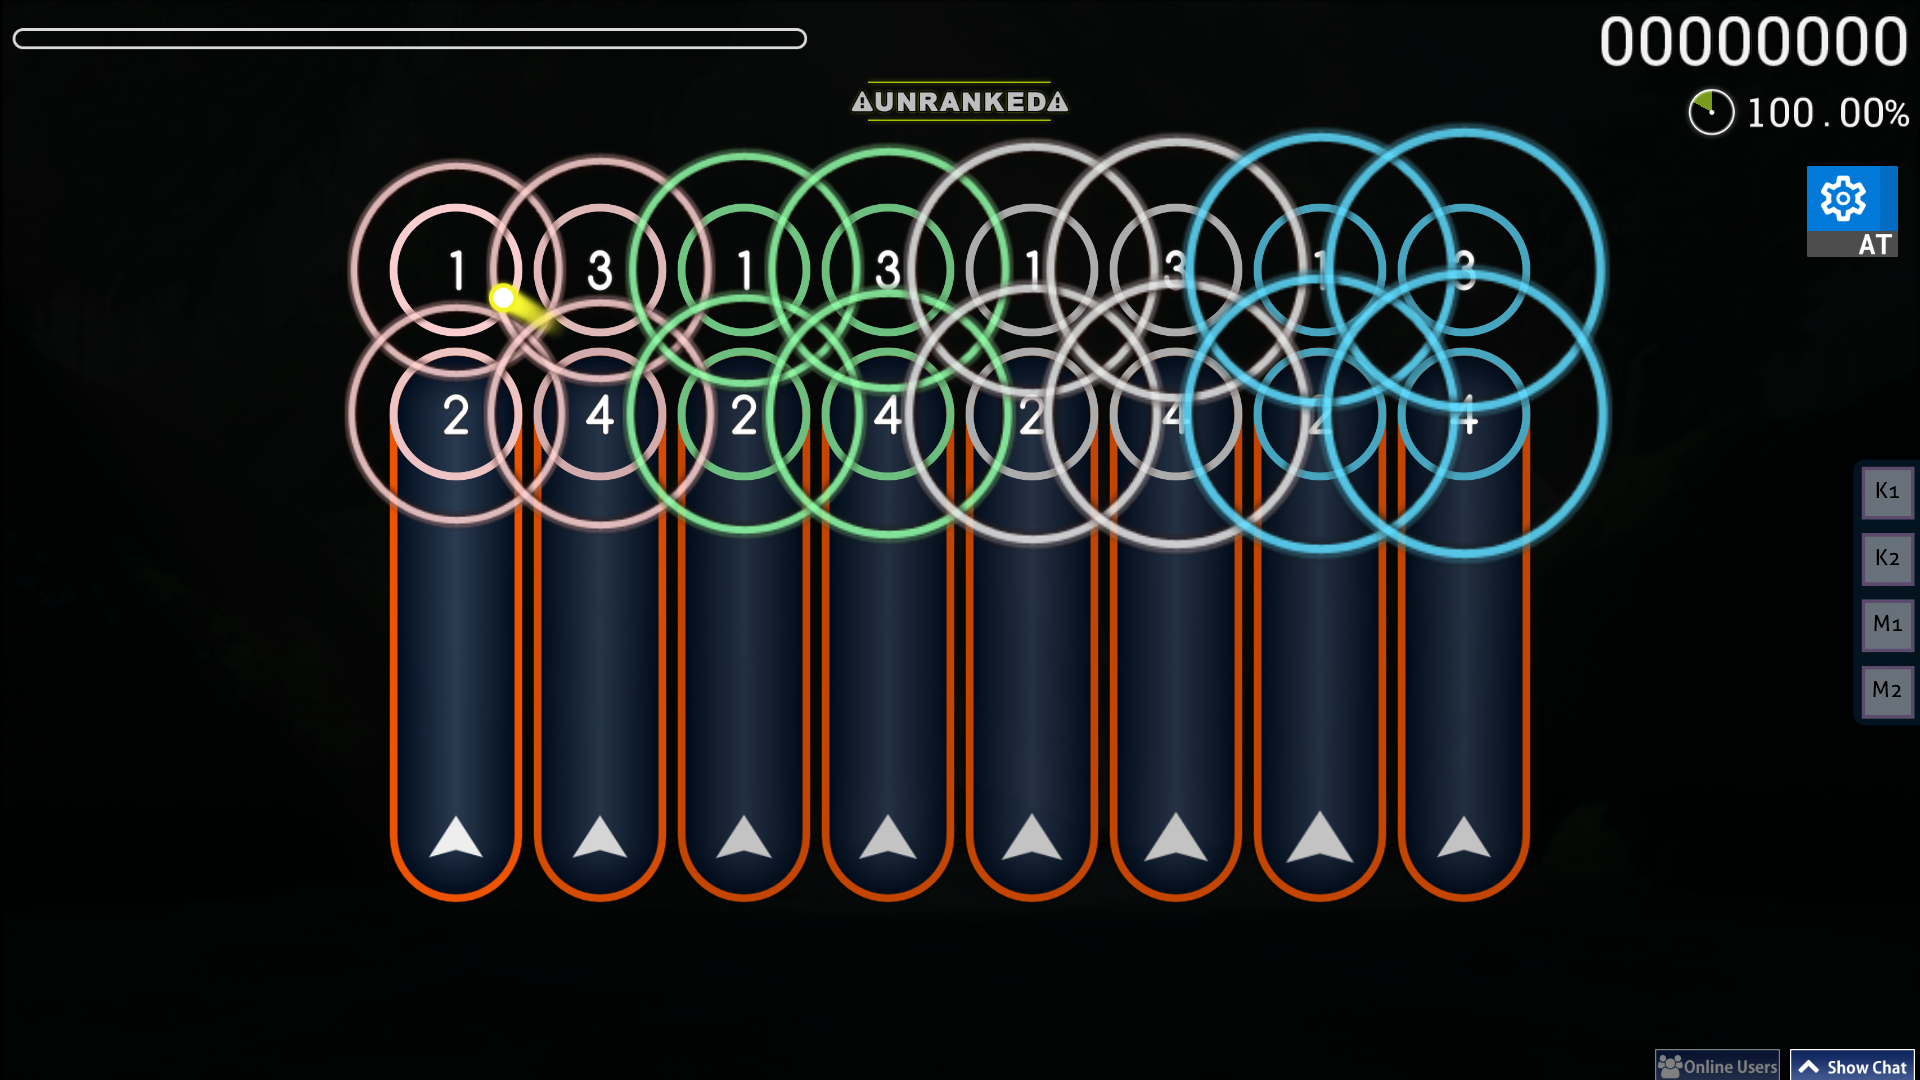 00000000
UNRANKED
100.00%
AT
1 3 1 3 1 3 1 3
2 4 2 4 2 4 2 4
K1
K2
M1
M2
Online Users
Show Chat